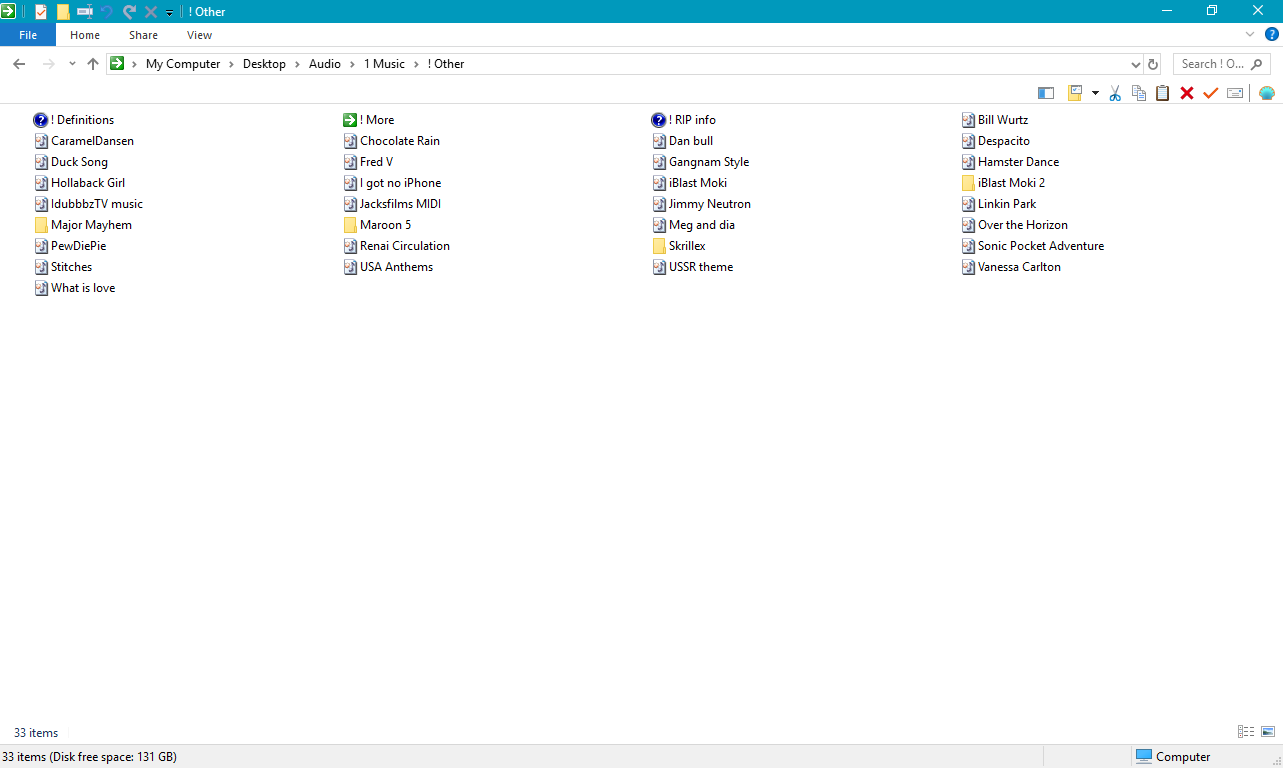 ! Other
File Home Share View
My Computer Desktop Audio 1 Music ! Other Search ! O...
! Definitions ! More ! RIP info Bill Wurtz
CaramelDansen Chocolate Rain Dan bull Despacito
Duck Song Fred V Gangnam Style Hamster Dance
Hollaback Girl I got no iPhone iBlast Moki iBlast Moki 2
IdubbbzTV music Jacksfilms MIDI Jimmy Neutron Linkin Park
Major Mayhem Maroon 5 Meg and dia Over the Horizon
PewDiePie Renai Circulation Skrillex Sonic Pocket Adventure
Stitches USA Anthems USSR theme Vanessa Carlton
What is love
33 items
33 items (Disk free space: 131 GB) Computer